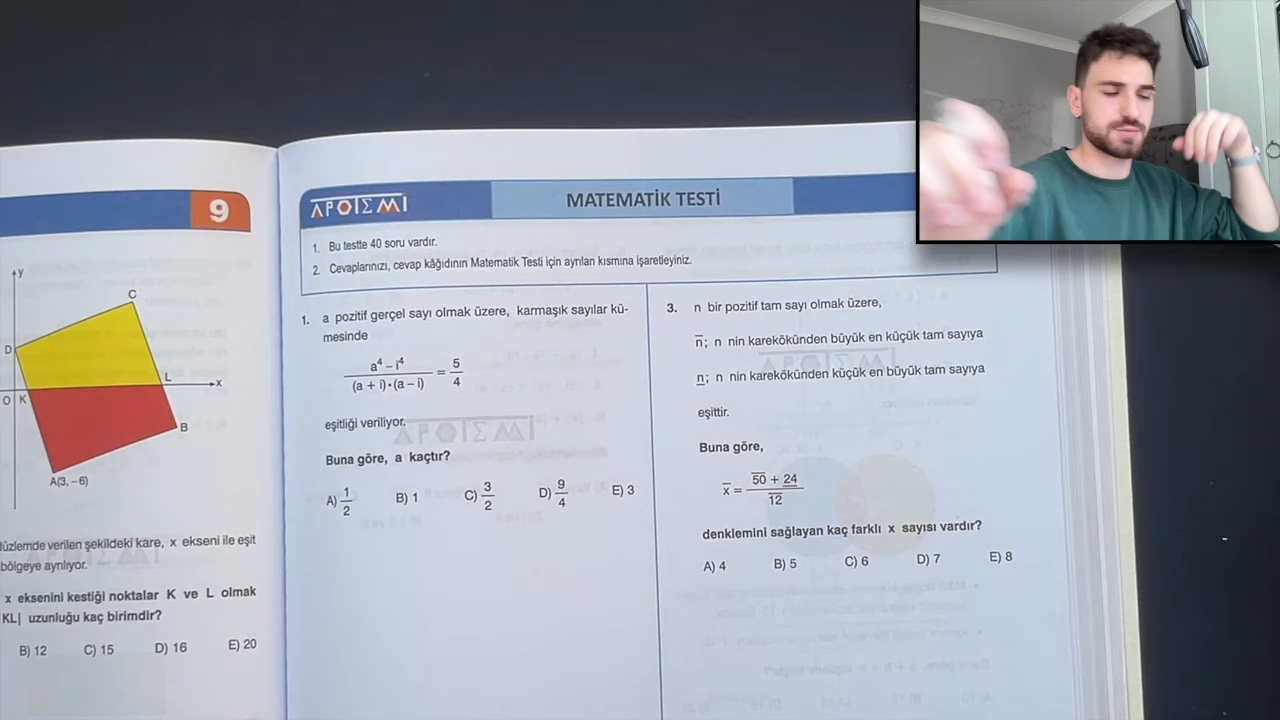 9
y
C
D
L
x
O K
B
A(3, −6)
düzlemde verilen şekildeki kare, x ekseni ile eşit
bölgeye ayrılıyor.
x eksenini kestiği noktalar K ve L olmak
|KL| uzunluğu kaç birimdir?
B) 12 C) 15 D) 16 E) 20
APOTEMİ
MATEMATİK TESTİ
1. Bu testte 40 soru vardır.
2. Cevaplarınızı, cevap kâğıdının Matematik Testi için ayrılan kısmına işaretleyiniz.
1. a pozitif gerçel sayı olmak üzere, karmaşık sayılar kü-
mesinde
a⁴ − i⁴ / (a + i)•(a − i) = 5/4
eşitliği veriliyor.
APOTEMİ
Buna göre, a kaçtır?
A) 1/2 B) 1 C) 3/2 D) 9/4 E) 3
3. n bir pozitif tam sayı olmak üzere,
n̅; n nin karekökünden büyük en küçük tam sayıya
n̲; n nin karekökünden küçük en büyük tam sayıya
eşittir.
Buna göre,
x̅ = 5̅0̅ + 24 / 1̅2̅
denklemini sağlayan kaç farklı x sayısı vardır?
A) 4 B) 5 C) 6 D) 7 E) 8